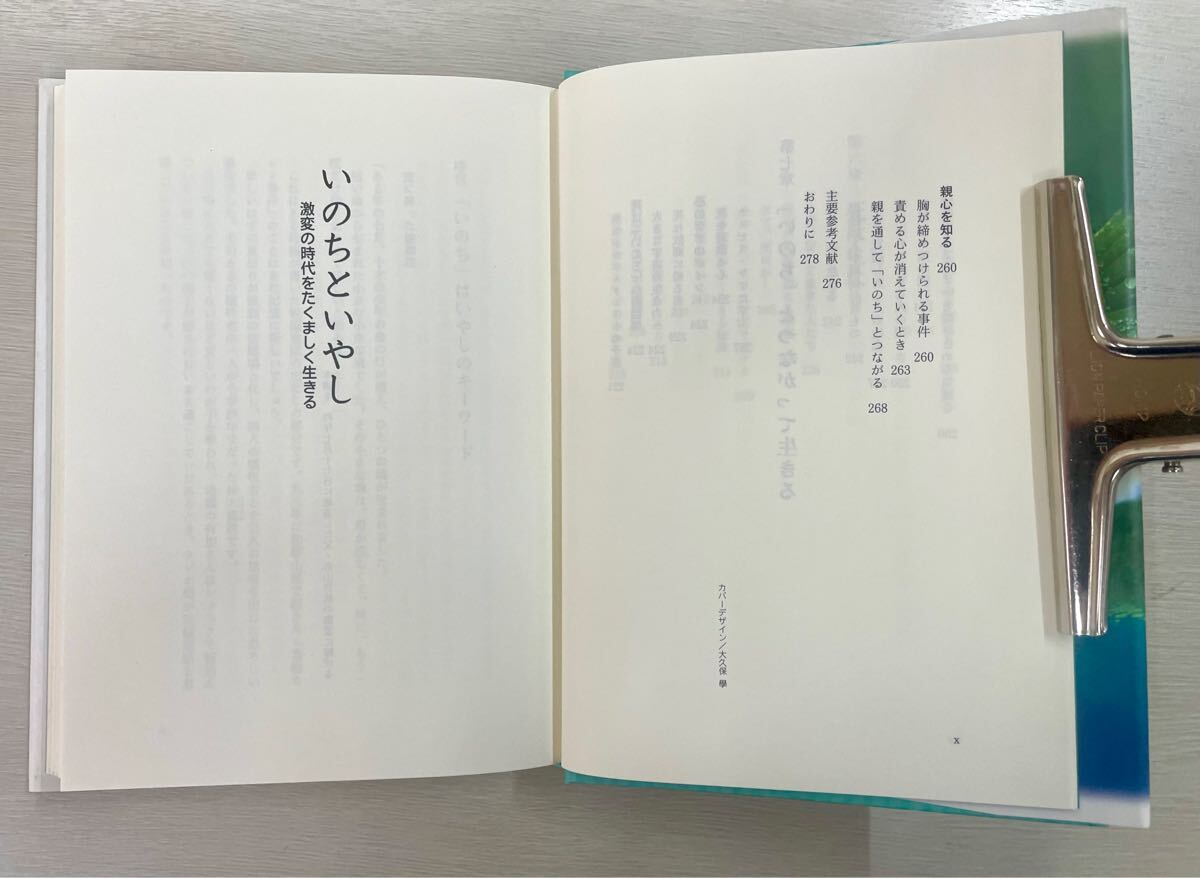 親心を知る 260
胸が締めつけられる事件 260
責める心が消えていくとき 263
親を通して「いのち」とつながる 268
主要参考文献 276
おわりに 278
カバーデザイン/大久保 學
x
いのちといやし
激変の時代をたくましく生きる